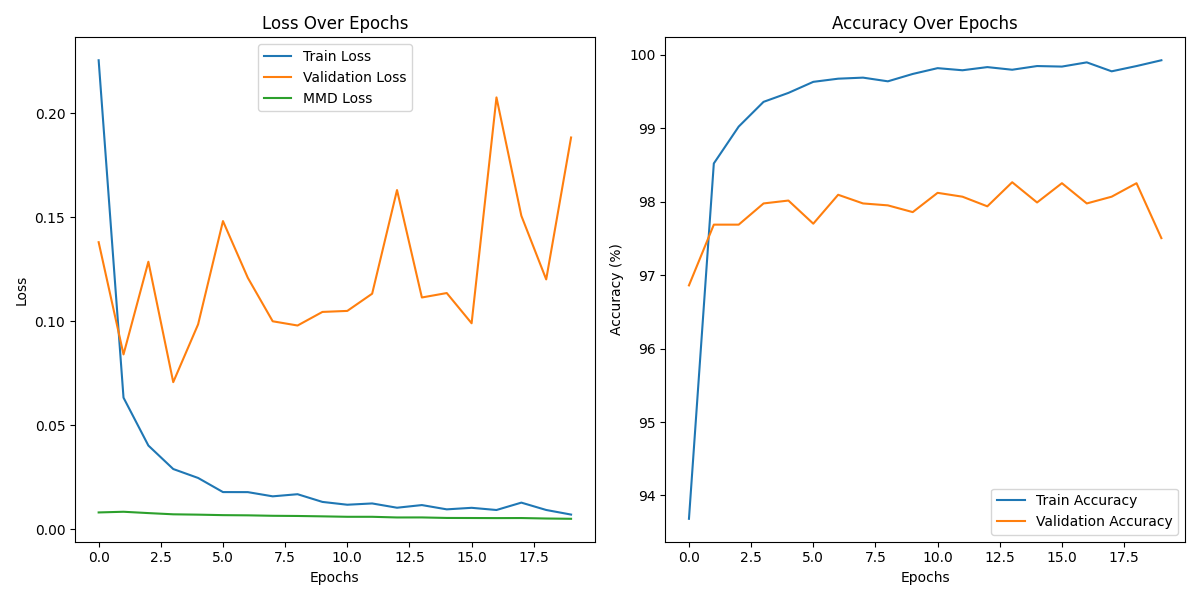 Loss Over Epochs
Train Loss
Validation Loss
MMD Loss
0.20
0.15
0.10
0.05
0.00
Loss
0.0 2.5 5.0 7.5 10.0 12.5 15.0 17.5
Epochs
Accuracy Over Epochs
100
99
98
97
96
95
94
Accuracy (%)
Train Accuracy
Validation Accuracy
0.0 2.5 5.0 7.5 10.0 12.5 15.0 17.5
Epochs